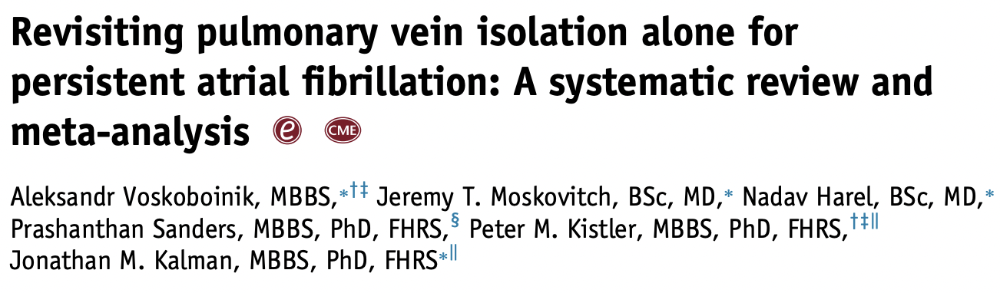 Revisiting pulmonary vein isolation alone for
persistent atrial fibrillation: A systematic review and
meta-analysis e CME
Aleksandr Voskoboinik, MBBS,*†‡ Jeremy T. Moskovitch, BSc, MD,* Nadav Harel, BSc, MD,*
Prashanthan Sanders, MBBS, PhD, FHRS,§ Peter M. Kistler, MBBS, PhD, FHRS,†‡‖
Jonathan M. Kalman, MBBS, PhD, FHRS*‖